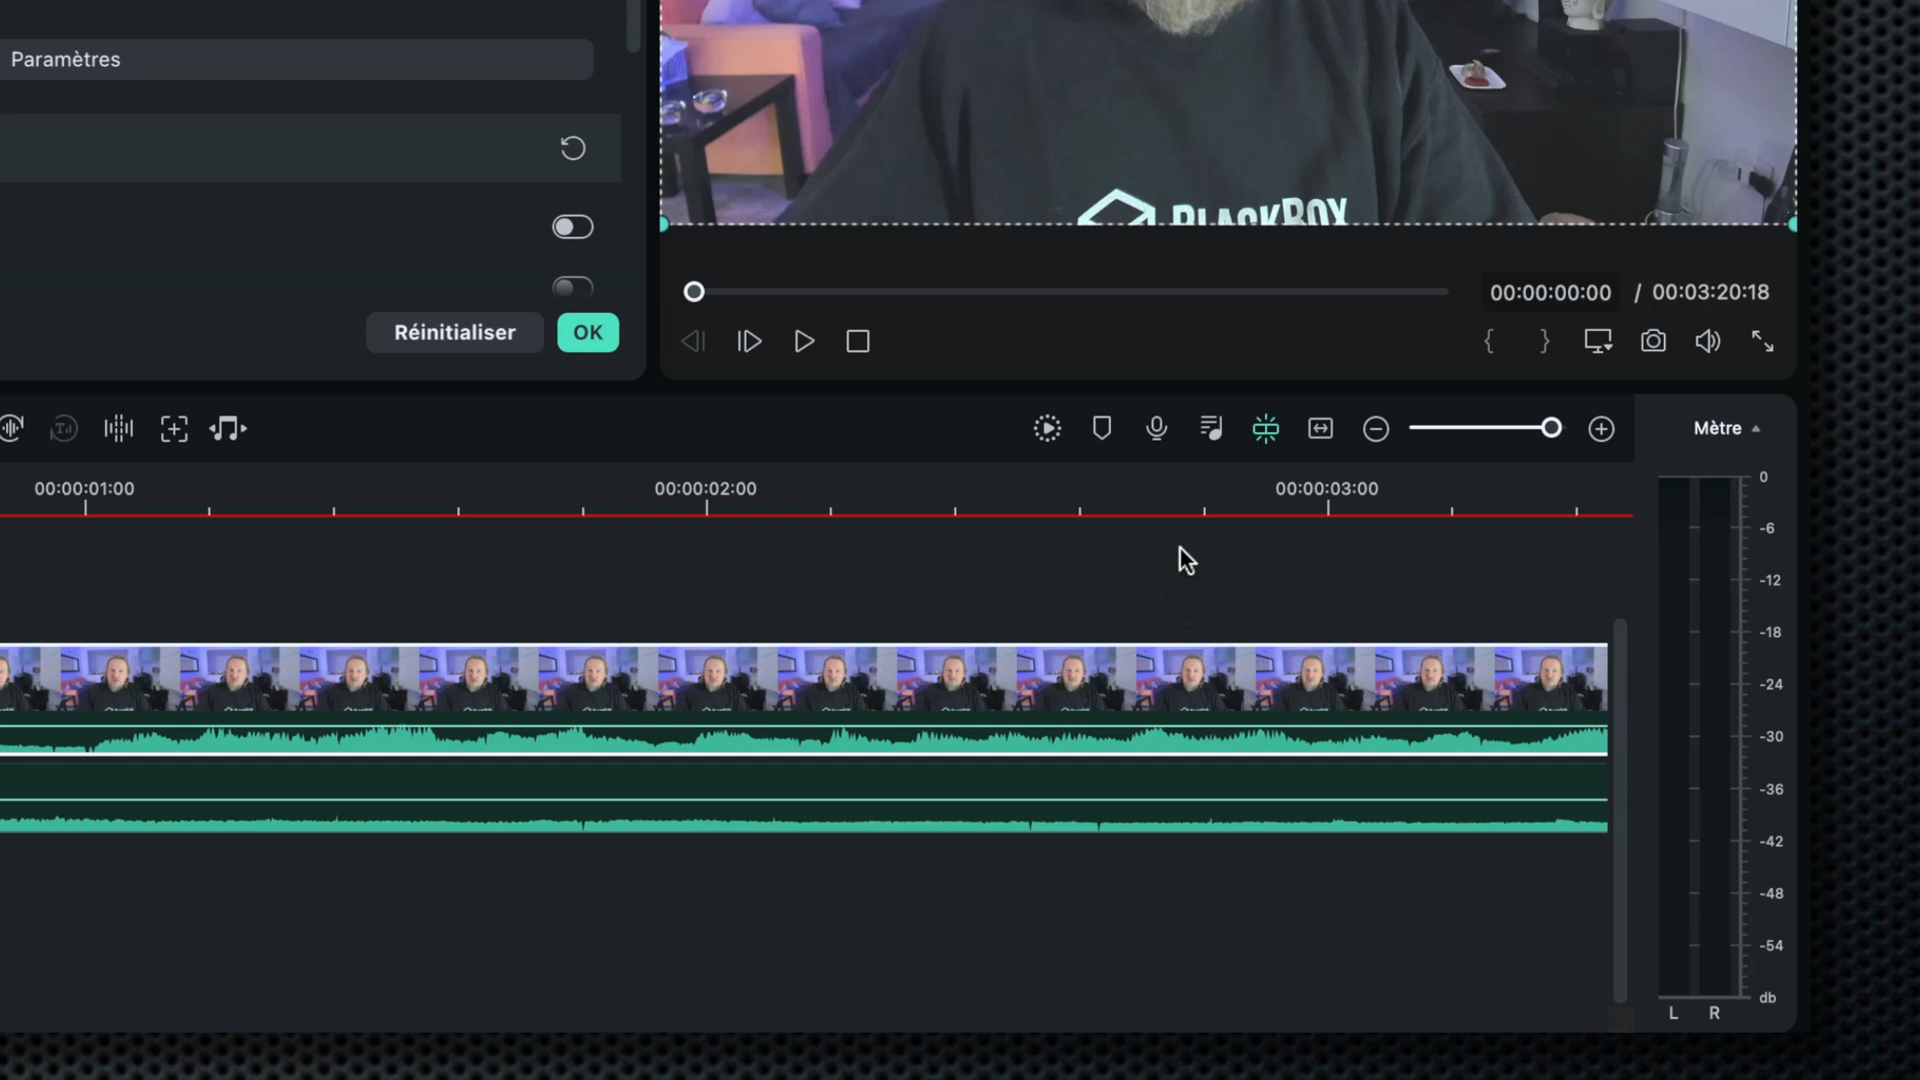 Paramètres
BLACKBOX
00:00:00:00 / 00:03:20:18
Réinitialiser
OK
Mètre
00:00:01:00
00:00:02:00
00:00:03:00
0
-6
-12
-18
-24
-30
-36
-42
-48
-54
db
L R